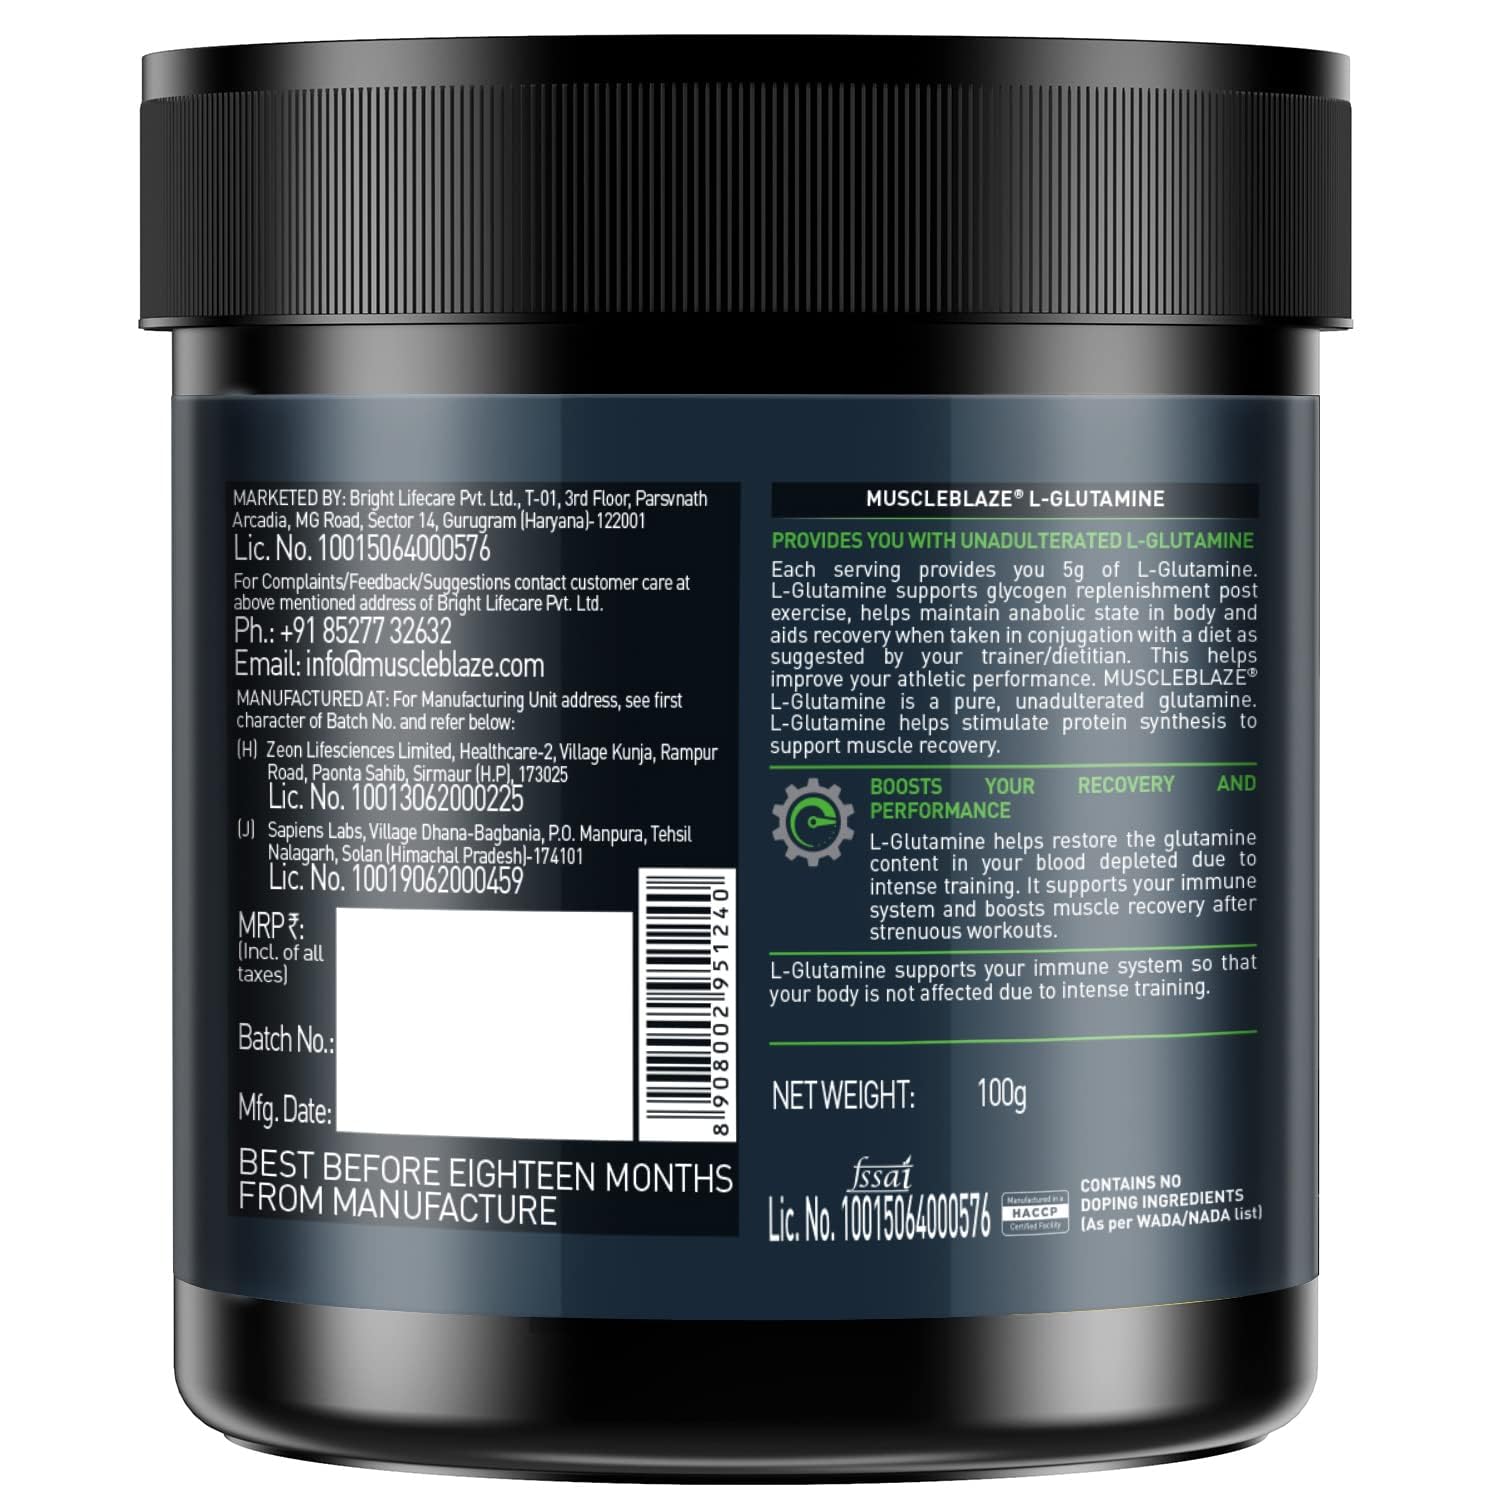 MARKETED BY: Bright Lifecare Pvt. Ltd., T-01, 3rd Floor, Parsvnath
Arcadia, MG Road, Sector 14, Gurugram (Haryana)-122001
Lic. No. 10015064000576
For Complaints/Feedback/Suggestions contact customer care at
above mentioned address of Bright Lifecare Pvt. Ltd.
Ph.: +91 85277 32632
Email: info@muscleblaze.com
MANUFACTURED AT: For Manufacturing Unit address, see first
character of Batch No. and refer below:
(H) Zeon Lifesciences Limited, Healthcare-2, Village Kunja, Rampur
Road, Paonta Sahib, Sirmaur (H.P), 173025
Lic. No. 10013062000225
(J) Sapiens Labs, Village Dhana-Bagbania, P.O. Manpura, Tehsil
Nalagarh, Solan (Himachal Pradesh)-174101
Lic. No. 10019062000459
MRP₹:
(Incl. of all
taxes)
Batch No.:
Mfg. Date:
8908002951240
BEST BEFORE EIGHTEEN MONTHS
FROM MANUFACTURE
MUSCLEBLAZE® L-GLUTAMINE
PROVIDES YOU WITH UNADULTERATED L-GLUTAMINE
Each serving provides you 5g of L-Glutamine.
L-Glutamine supports glycogen replenishment post
exercise, helps maintain anabolic state in body and
aids recovery when taken in conjugation with a diet as
suggested by your trainer/dietitian. This helps
improve your athletic performance. MUSCLEBLAZE®
L-Glutamine is a pure, unadulterated glutamine.
L-Glutamine helps stimulate protein synthesis to
support muscle recovery.
BOOSTS YOUR RECOVERY AND
PERFORMANCE
L-Glutamine helps restore the glutamine
content in your blood depleted due to
intense training. It supports your immune
system and boosts muscle recovery after
strenuous workouts.
L-Glutamine supports your immune system so that
your body is not affected due to intense training.
NET WEIGHT: 100g
fssai
Lic. No. 10015064000576
Manufactured in a
HACCP
Certified Facility
CONTAINS NO
DOPING INGREDIENTS
(As per WADA/NADA list)